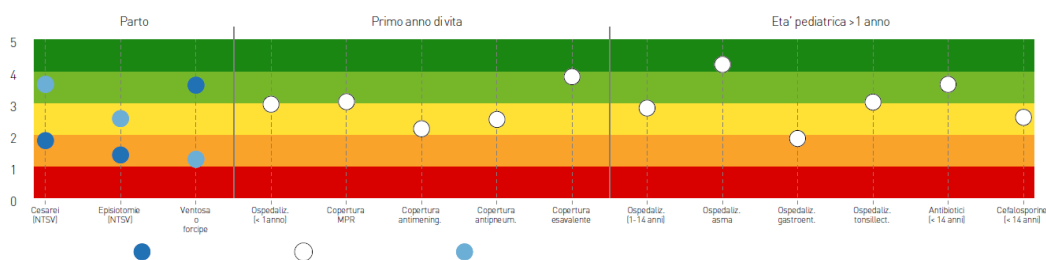 Parto
Primo anno di vita
Eta' pediatrica >1 anno
5
4
3
2
1
0
Cesarei
(NTSV)
Episiotomie
(NTSV)
Ventosa
o
forcipe
Ospedaliz.
(< 1anno)
Copertura
MPR
Copertura
antimening.
Copertura
antipneum.
Copertura
esavalente
Ospedaliz.
(1-14 anni)
Ospedaliz.
asma
Ospedaliz.
gastroent.
Ospedaliz.
tonsillect.
Antibiotici
(< 14 anni)
Cefalosporine
(< 14 anni)